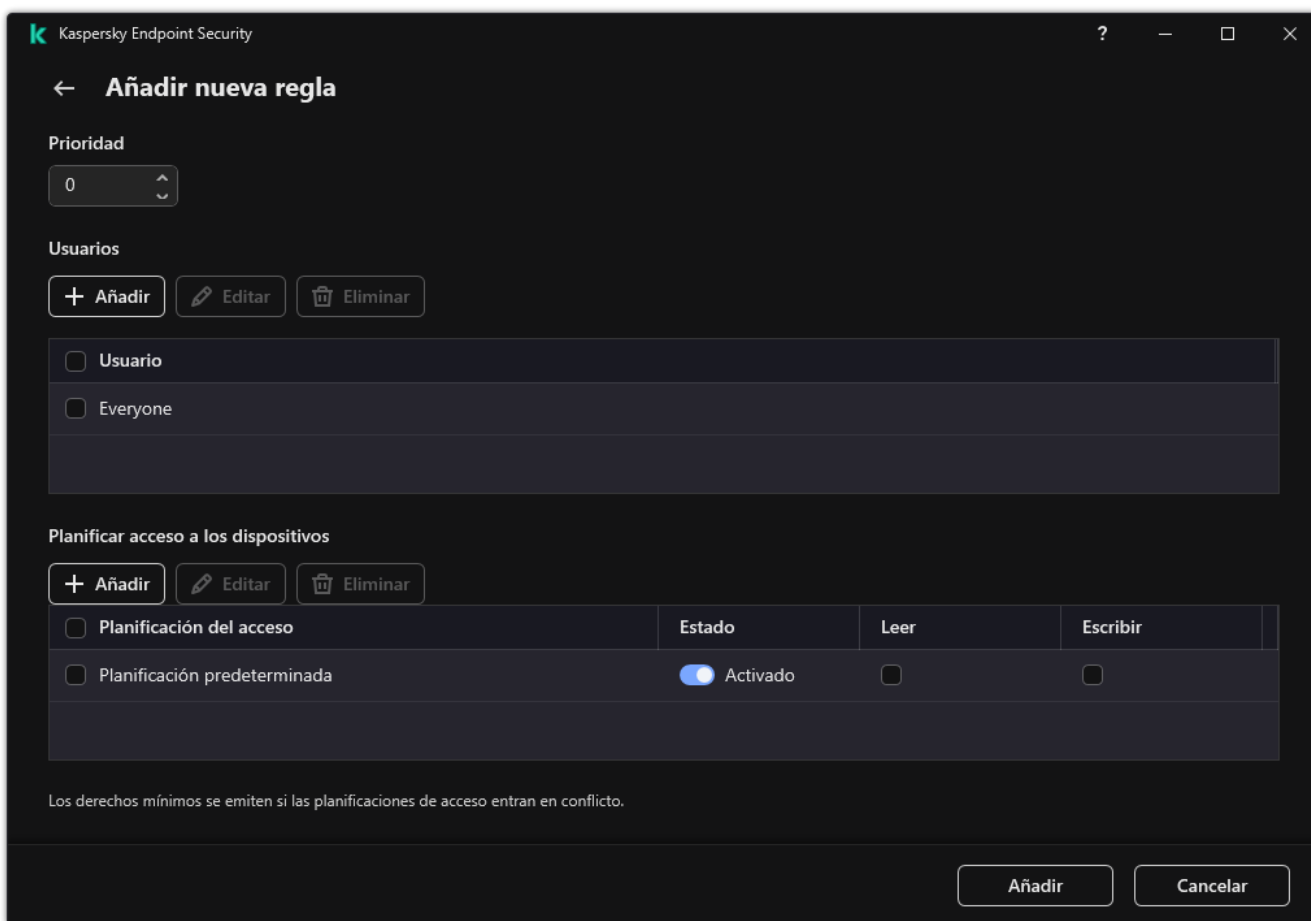 Kaspersky Endpoint Security ?
Añadir nueva regla
Prioridad
0
Usuarios
Añadir Editar Eliminar
Usuario
Everyone
Planificar acceso a los dispositivos
Añadir Editar Eliminar
Planificación del acceso Estado Leer Escribir
Planificación predeterminada Activado
Los derechos mínimos se emiten si las planificaciones de acceso entran en conflicto.
Añadir Cancelar